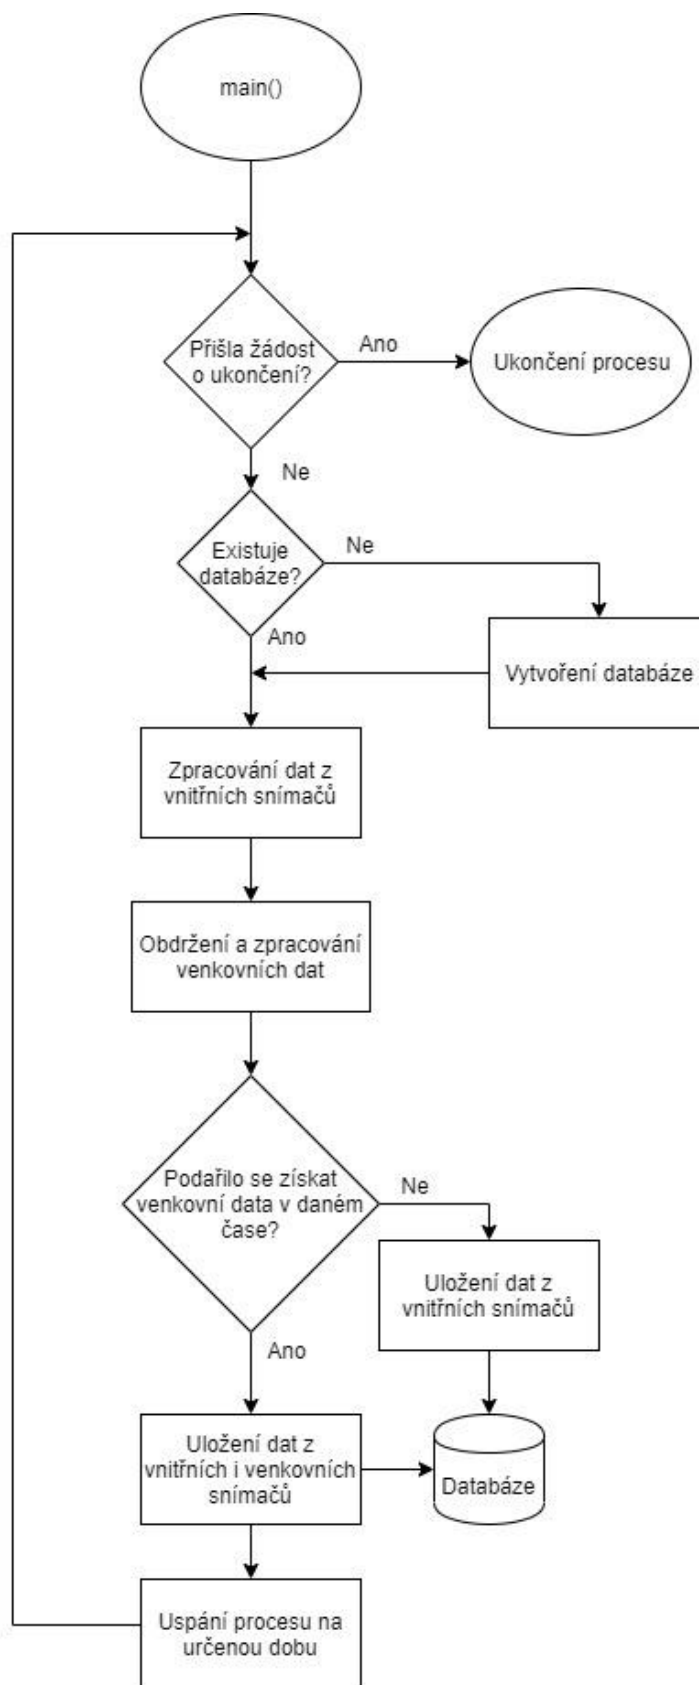 main()
Přišla žádost
o ukončení?
Ano
Ukončení procesu
Ne
Existuje
databáze?
Ne
Ano
Vytvoření databáze
Zpracování dat z
vnitřních snímačů
Obdržení a zpracování
venkovních dat
Podařilo se získat
venkovní data v daném
čase?
Ne
Uložení dat z
vnitřních snímačů
Ano
Uložení dat z
vnitřních i venkovních
snímačů
Databáze
Uspání procesu na
určenou dobu